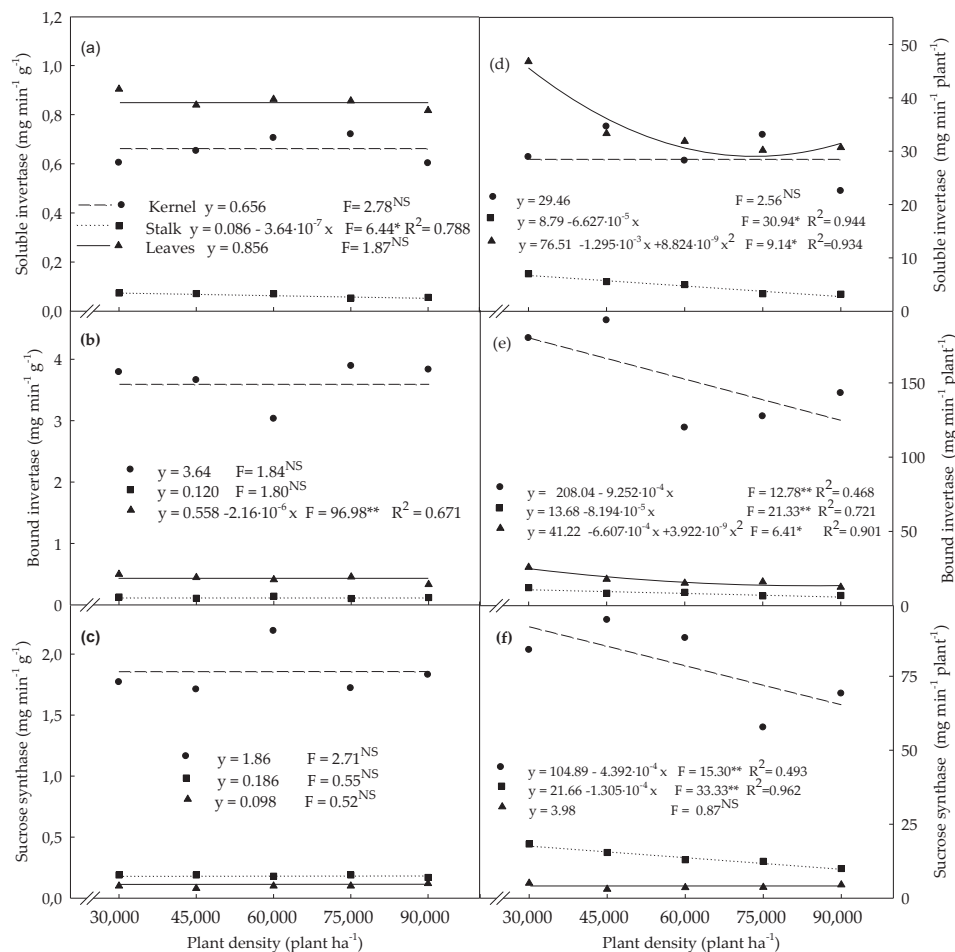 1,2
(a)
1,0
0,8
0,6
0,4
0,2
0,0
Soluble invertase (mg min⁻¹ g⁻¹)
Kernel y = 0.656 F= 2.78^NS
Stalk y = 0.086 - 3.64·10⁻⁷ x F= 6.44* R²= 0.788
Leaves y = 0.856 F= 1.87^NS
(d)
50
40
30
20
10
0
Soluble invertase (mg min⁻¹ plant⁻¹)
y = 29.46 F= 2.56^NS
y = 8.79 -6.627·10⁻⁵x F= 30.94* R²= 0.944
y = 76.51 -1.295·10⁻³ x +8.824·10⁻⁹x² F= 9.14* R²=0.934
(b)
4
3
2
1
0
Bound invertase (mg min⁻¹ g⁻¹)
y = 3.64 F= 1.84^NS
y = 0.120 F= 1.80^NS
y = 0.558 -2.16·10⁻⁶ x F = 96.98** R² = 0.671
(e)
150
100
50
0
Bound invertase (mg min⁻¹ plant⁻¹)
y= 208.04 - 9.252·10⁻⁴x F= 12.78** R²= 0.468
y= 13.68 -8.194·10⁻⁵x F = 21.33** R²= 0.721
y = 41.22 -6.607·10⁻⁴x +3.922·10⁻⁹x² F = 6.41* R²= 0.901
(c)
2,0
1,5
1,0
0,5
0,0
Sucrose synthase (mg min⁻¹ g⁻¹)
y = 1.86 F = 2.71^NS
y = 0.186 F = 0.55^NS
y = 0.098 F = 0.52^NS
30,000 45,000 60,000 75,000 90,000
Plant density (plant ha⁻¹)
(f)
75
50
25
0
Sucrose synthase (mg min⁻¹ plant⁻¹)
y = 104.89 - 4.392·10⁻⁴x F = 15.30** R²= 0.493
y = 21.66 -1.305·10⁻⁴x F = 33.33** R²=0.962
y = 3.98 F = 0.87^NS
30,000 45,000 60,000 75,000 90,000
Plant density (plant ha⁻¹)